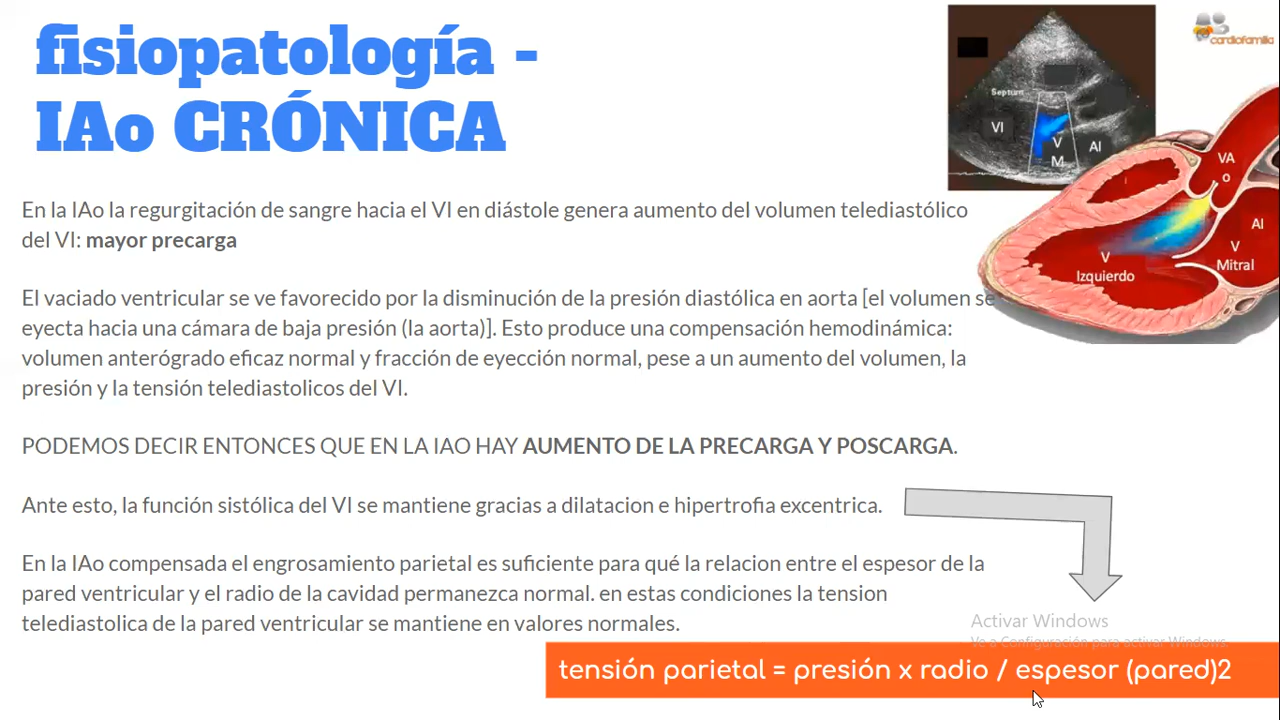 fisiopatología -
IAo CRÓNICA
cardiofamilia
Septum
VI
V
M
AI
VA
o
AI
V
Mitral
V
Izquierdo
En la IAo la regurgitación de sangre hacia el VI en diástole genera aumento del volumen telediastólico
del VI: mayor precarga
El vaciado ventricular se ve favorecido por la disminución de la presión diastólica en aorta [el volumen se
eyecta hacia una cámara de baja presión (la aorta)]. Esto produce una compensación hemodinámica:
volumen anterógrado eficaz normal y fracción de eyección normal, pese a un aumento del volumen, la
presión y la tensión telediastolicos del VI.
PODEMOS DECIR ENTONCES QUE EN LA IAO HAY AUMENTO DE LA PRECARGA Y POSCARGA.
Ante esto, la función sistólica del VI se mantiene gracias a dilatacion e hipertrofia excentrica.
En la IAo compensada el engrosamiento parietal es suficiente para qué la relacion entre el espesor de la
pared ventricular y el radio de la cavidad permanezca normal. en estas condiciones la tension
telediastolica de la pared ventricular se mantiene en valores normales.
Activar Windows
Ve a Configuración para activar Windows.
tensión parietal = presión x radio / espesor (pared)2